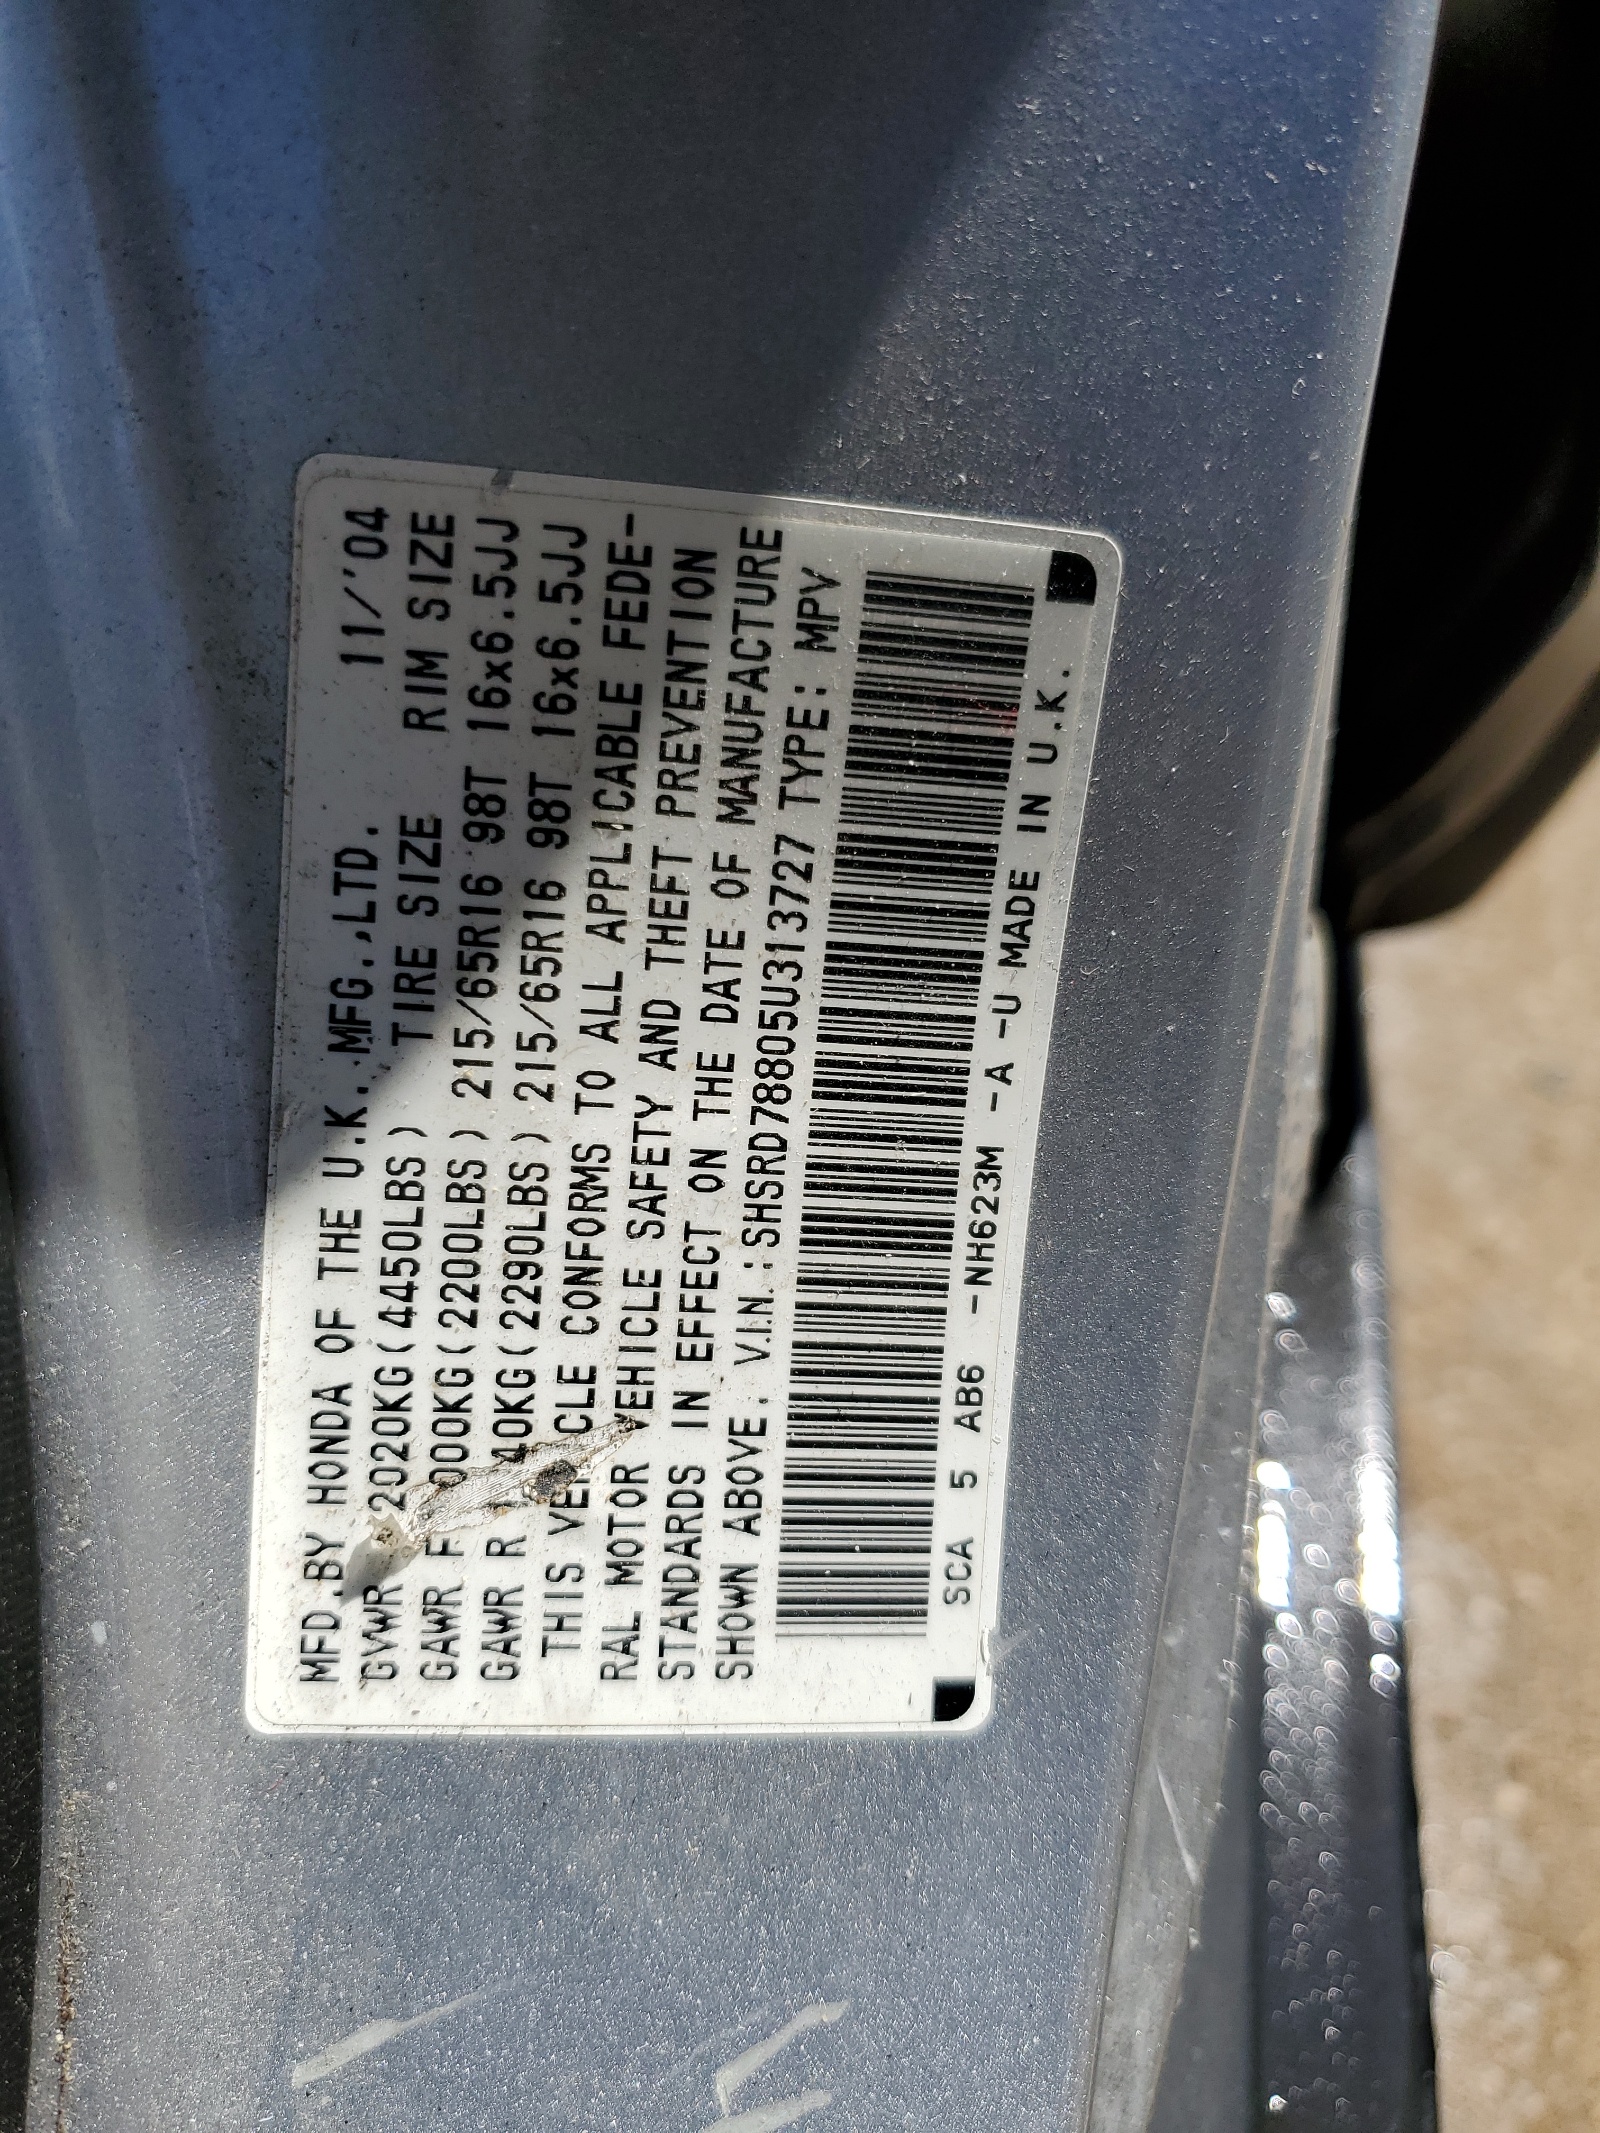 MFD.BY HONDA OF THE U.K. MFG.,LTD. 11/'04
GVWR 2020KG(4450LBS) TIRE SIZE RIM SIZE
GAWR F 000KG(2200LBS) 215/65R16 98T 16x6.5JJ
GAWR R 40KG(2290LBS) 215/65R16 98T 16x6.5JJ
THIS VEHICLE CONFORMS TO ALL APPLICABLE FEDE-
RAL MOTOR VEHICLE SAFETY AND THEFT PREVENTION
STANDARDS IN EFFECT ON THE DATE OF MANUFACTURE
SHOWN ABOVE. V.I.N.: SHSRD78805U313727 TYPE: MPV
SCA 5 AB6 -NH623M -A -U MADE IN U.K.